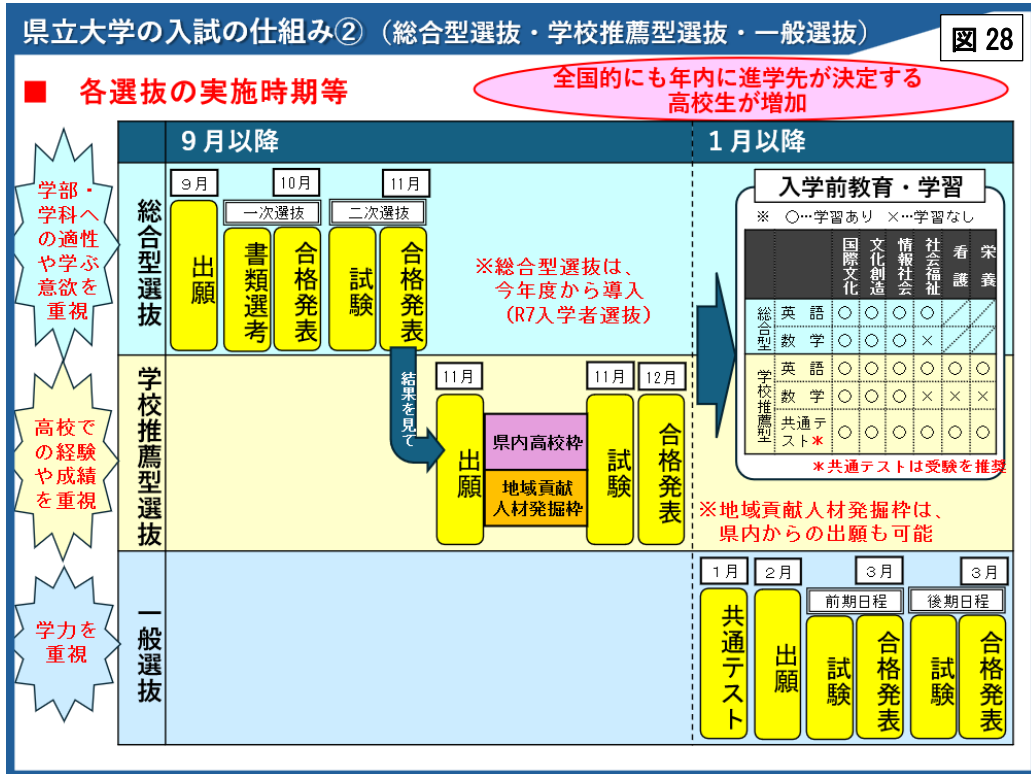 県立大学の入試の仕組み②（総合型選抜・学校推薦型選抜・一般選抜）
図 28
■ 各選抜の実施時期等
全国的にも年内に進学先が決定する
高校生が増加
９月以降
１月以降
学部・
学科へ
の適性
や学ぶ
意欲を
重視
総合型選抜
９月
10月
11月
一次選抜
二次選抜
出願
書類選考
合格発表
試験
合格発表
※総合型選抜は、
今年度から導入
（R7入学者選抜）
入学前教育・学習
※ ○…学習あり ×…学習なし
国際文化 文化創造 情報社会 社会福祉 看護 栄養
総合型
英語 ○ ○ ○ ○
数学 ○ ○ ○ ×
学校推薦型
英語 ○ ○ ○ ○ ○ ○
数学 ○ ○ ○ × × ×
共通テ
スト* ○ ○ ○ ○ ○ ○
*共通テストは受験を推奨
高校で
の経験
や成績
を重視
学校推薦型選抜
結果を見て
11月
11月
12月
出願
県内高校枠
地域貢献
人材発掘枠
試験
合格発表
※地域貢献人材発掘枠は、
県内からの出願も可能
学力を
重視
一般選抜
１月
２月
３月
３月
前期日程
後期日程
共通テスト
出願
試験
合格発表
試験
合格発表